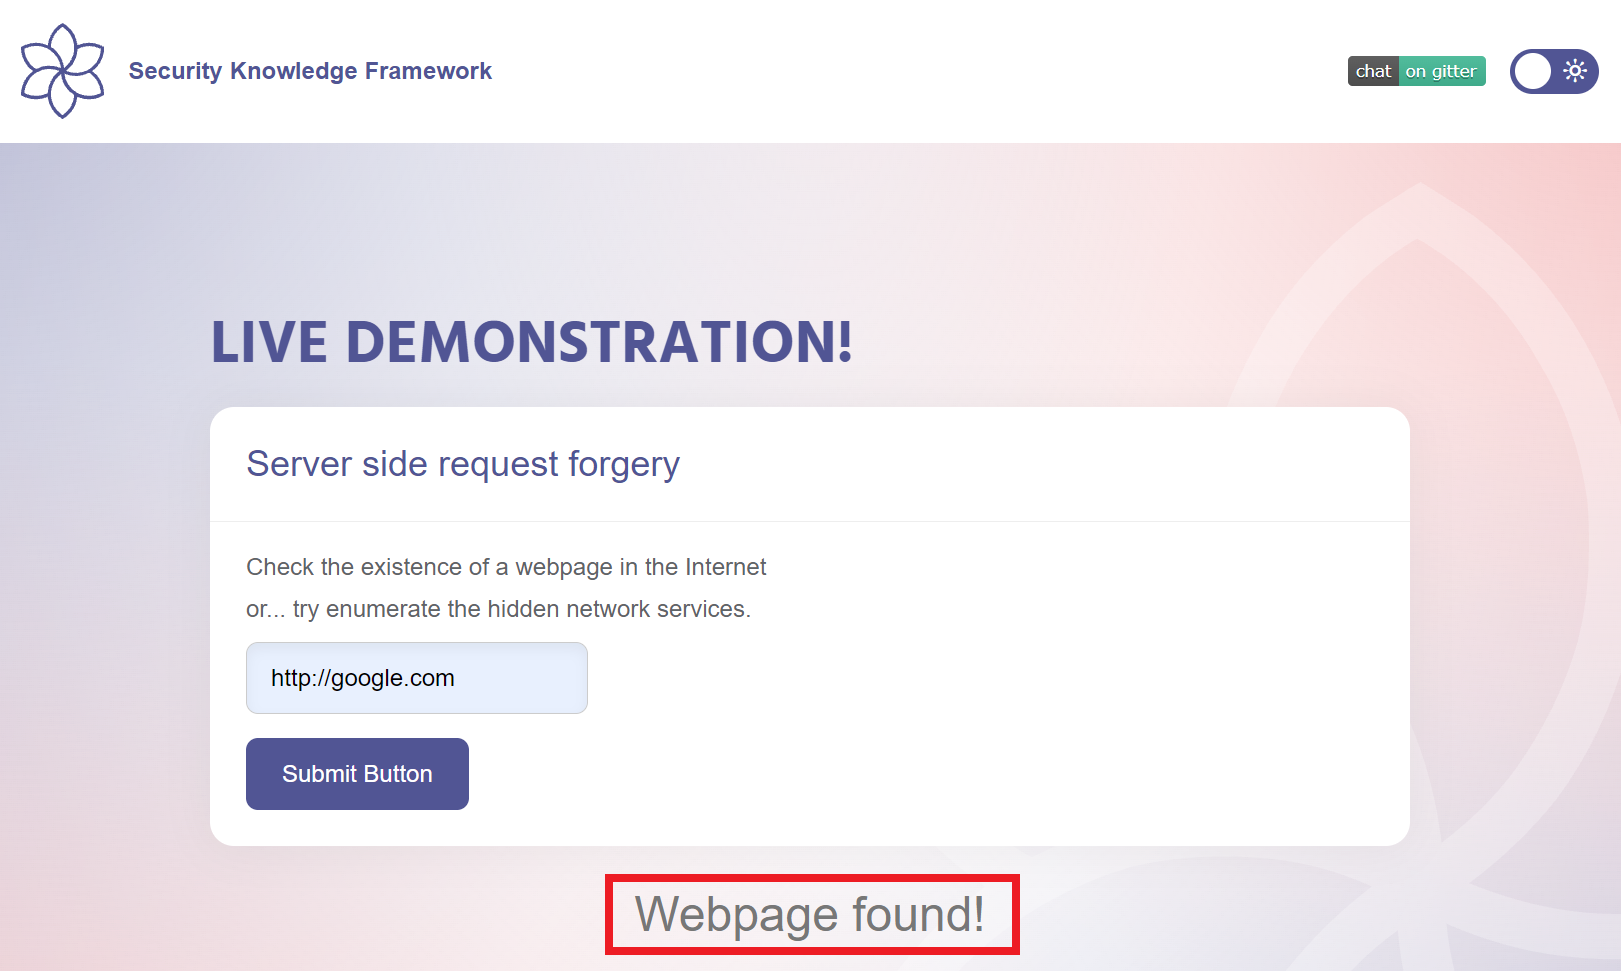 Security Knowledge Framework
chat on gitter
LIVE DEMONSTRATION!
Server side request forgery
Check the existence of a webpage in the Internet
or... try enumerate the hidden network services.
http://google.com
Submit Button
Webpage found!